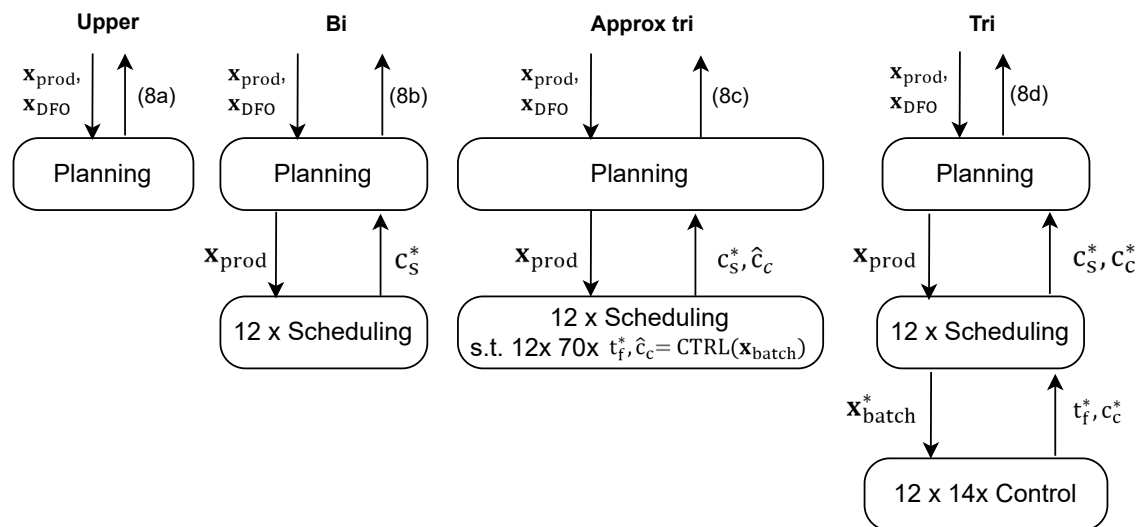 Upper
x_prod,
x_DFO
(8a)
Planning
Bi
x_prod,
x_DFO
(8b)
Planning
x_prod
c_s^*
12 x Scheduling
Approx tri
x_prod,
x_DFO
(8c)
Planning
x_prod
c_s^*, ĉ_c
12 x Scheduling
s.t. 12x 70x t_f^*, ĉ_c = CTRL(x_batch)
Tri
x_prod,
x_DFO
(8d)
Planning
x_prod
c_s^*, c_c^*
12 x Scheduling
x_batch^*
t_f^*, c_c^*
12 x 14x Control